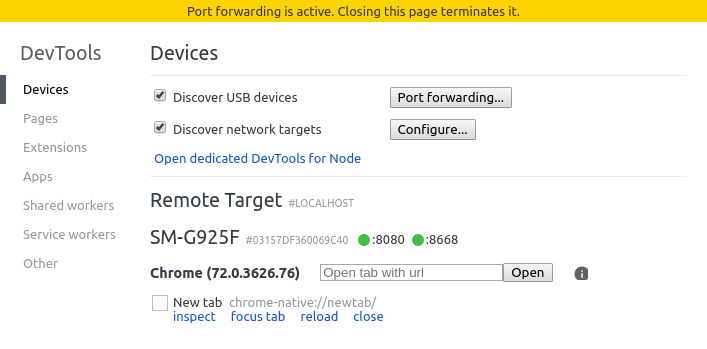 Port forwarding is active. Closing this page terminates it.
DevTools
Devices
Pages
Extensions
Apps
Shared workers
Service workers
Other
Devices
Discover USB devices
Port forwarding...
Discover network targets
Configure...
Open dedicated DevTools for Node
Remote Target #LOCALHOST
SM-G925F #03157DF360069C40 :8080 :8668
Chrome (72.0.3626.76) Open tab with url Open
New tab chrome-native://newtab/
inspect focus tab reload close